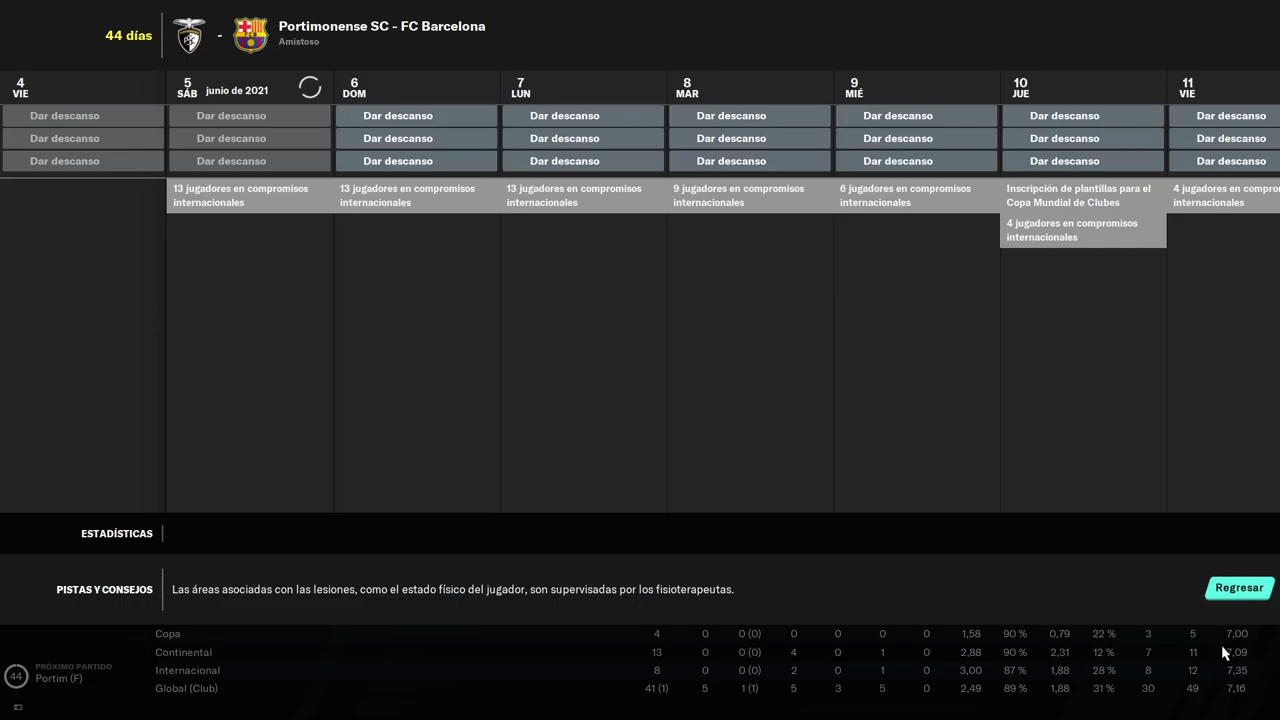 44 días
-
Portimonense SC - FC Barcelona
Amistoso
4
VIE
5
SÁB junio de 2021
6
DOM
7
LUN
8
MAR
9
MIÉ
10
JUE
11
VIE
Dar descanso Dar descanso Dar descanso Dar descanso Dar descanso Dar descanso Dar descanso Dar descanso
Dar descanso Dar descanso Dar descanso Dar descanso Dar descanso Dar descanso Dar descanso Dar descanso
Dar descanso Dar descanso Dar descanso Dar descanso Dar descanso Dar descanso Dar descanso Dar descanso
13 jugadores en compromisos
internacionales
13 jugadores en compromisos
internacionales
13 jugadores en compromisos
internacionales
9 jugadores en compromisos
internacionales
6 jugadores en compromisos
internacionales
Inscripción de plantillas para el
Copa Mundial de Clubes
4 jugadores en compromisos
internacionales
4 jugadores en compro
internacionales
ESTADÍSTICAS
PISTAS Y CONSEJOS
Las áreas asociadas con las lesiones, como el estado físico del jugador, son supervisadas por los fisioterapeutas.
Regresar
Copa 4 0 0 (0) 0 0 0 0 1,58 90 % 0,79 22 % 3 5 7,00
Continental 13 0 0 (0) 4 0 1 0 2,88 90 % 2,31 12 % 7 11 7,09
Internacional 8 0 0 (0) 2 0 1 0 3,00 87 % 1,88 28 % 8 12 7,35
Global (Club) 41 (1) 5 1 (1) 5 3 5 0 2,49 89 % 1,88 31 % 30 49 7,16
44
PRÓXIMO PARTIDO
Portim (F)